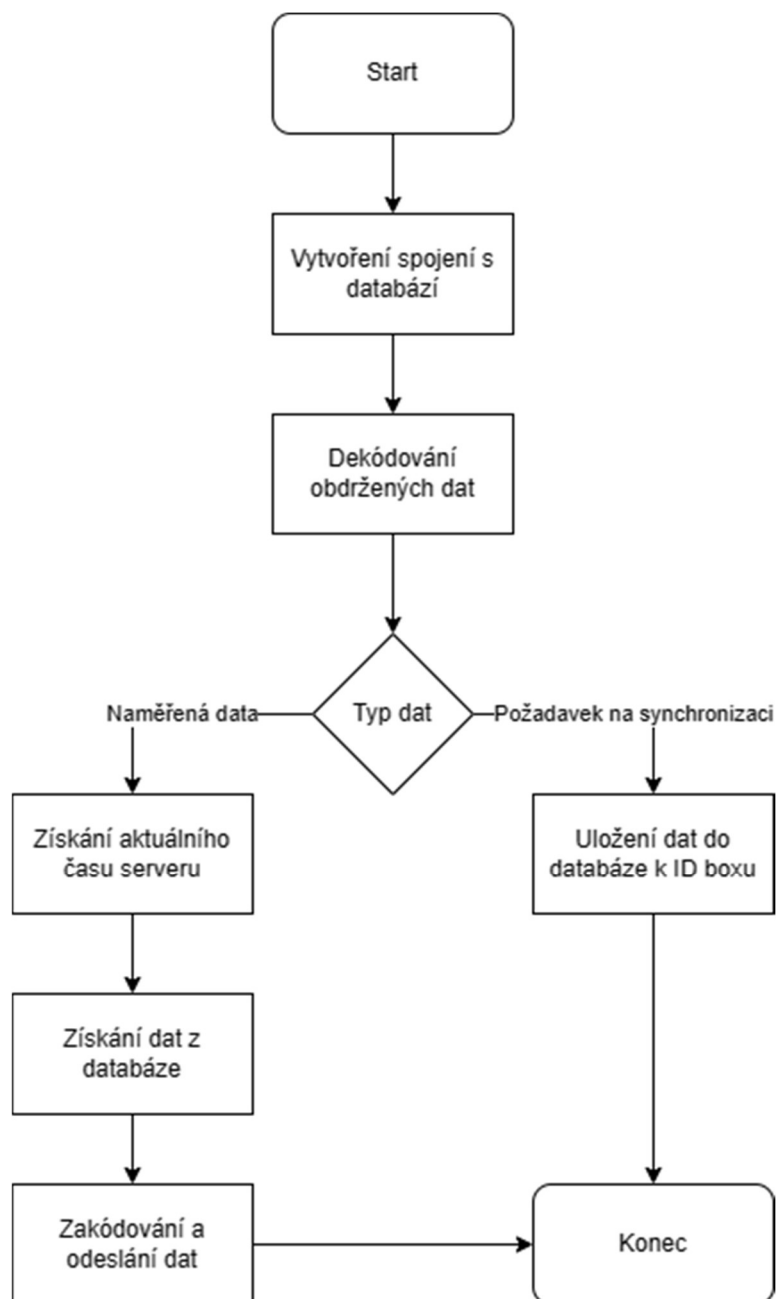 Start
Vytvoření spojení s
databází
Dekódování
obdržených dat
Naměřená data
Typ dat
Požadavek na synchronizaci
Získání aktuálního
času serveru
Uložení dat do
databáze k ID boxu
Získání dat z
databáze
Zakódování a
odeslání dat
Konec